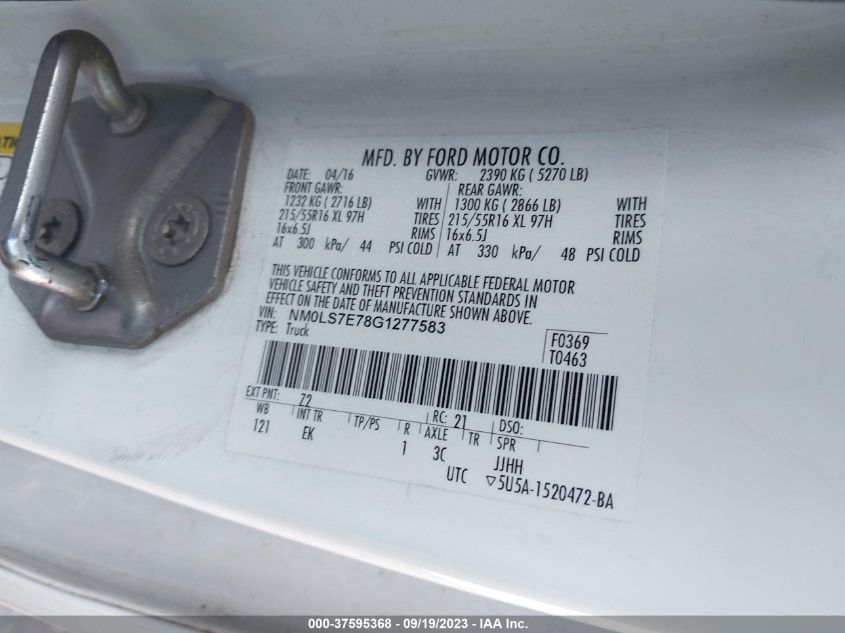 MFD. BY FORD MOTOR CO.
DATE: 04/16 GVWR: 2390 KG ( 5270 LB)
FRONT GAWR: REAR GAWR:
1232 KG ( 2716 LB) WITH 1300 KG ( 2866 LB) WITH
215/55R16 XL 97H TIRES 215/55R16 XL 97H TIRES
16x6.5J RIMS 16x6.5J RIMS
AT 300 kPa/ 44 PSI COLD AT 330 kPa/ 48 PSI COLD
THIS VEHICLE CONFORMS TO ALL APPLICABLE FEDERAL MOTOR
VEHICLE SAFETY AND THEFT PREVENTION STANDARDS IN
EFFECT ON THE DATE OF MANUFACTURE SHOWN ABOVE.
VIN: NM0LS7E78G1277583
TYPE: Truck
F0369
T0463
EXT PNT: 72 RC: 21 DSO:
WB INT TR TP/PS R AXLE TR SPR
121 EK 1 3C JJHH
UTC ▽5U5A-1520472-BA
000-37595368 - 09/19/2023 - IAA Inc.